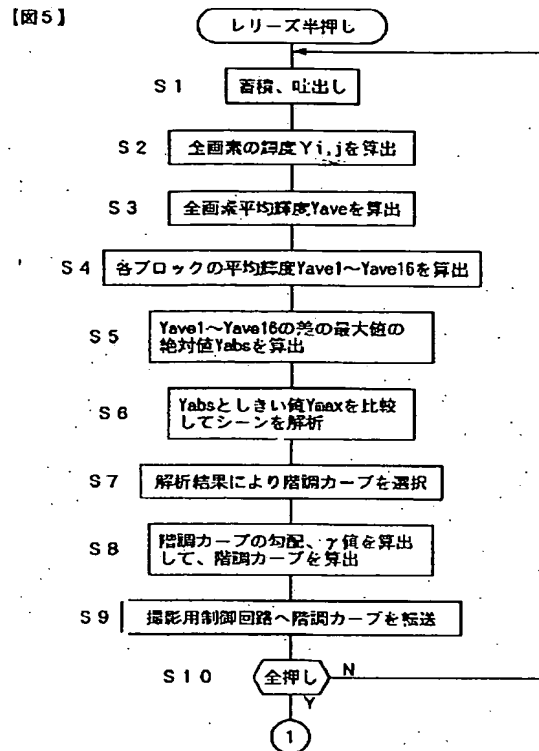 【図5】
レリーズ半押し
S1 蓄積、吐出し
S2 全画素の輝度Yi,jを算出
S3 全画素平均輝度Yaveを算出
S4 各ブロックの平均輝度Yave1～Yave16を算出
S5 Yave1～Yave16の差の最大値の
絶対値Yabsを算出
S6 Yabsとしきい値Ymaxを比較
してシーンを解析
S7 解析結果により階調カーブを選択
S8 階調カーブの勾配、γ値を算出
して、階調カーブを算出
S9 撮影用制御回路へ階調カーブを転送
S10 全押し N
Y
1